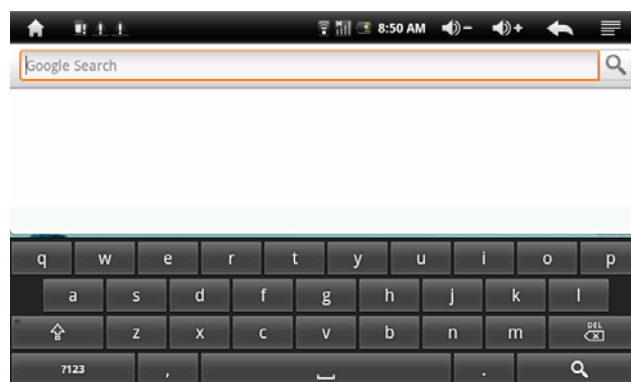 8:50 AM
Google Search
q w e r t y u i o p
a s d f g h j k l
z x c v b n m DEL
?123 , .